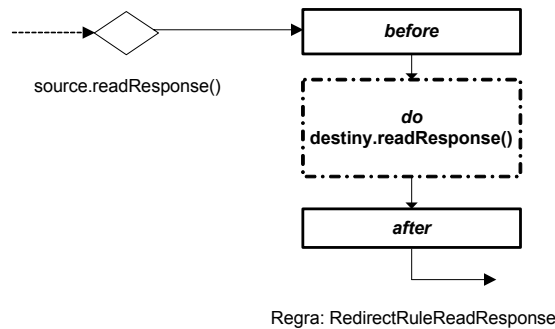 before
source.readResponse()
do
destiny.readResponse()
after
Regra: RedirectRuleReadResponse